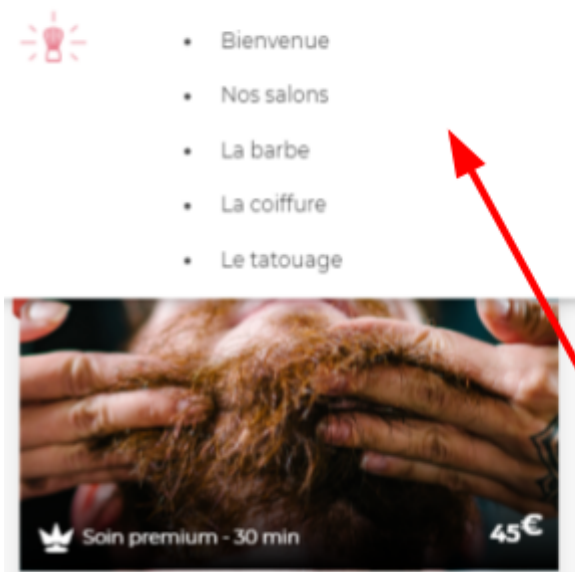 Bienvenue
Nos salons
La barbe
La coiffure
Le tatouage
Soin premium - 30 min
45€